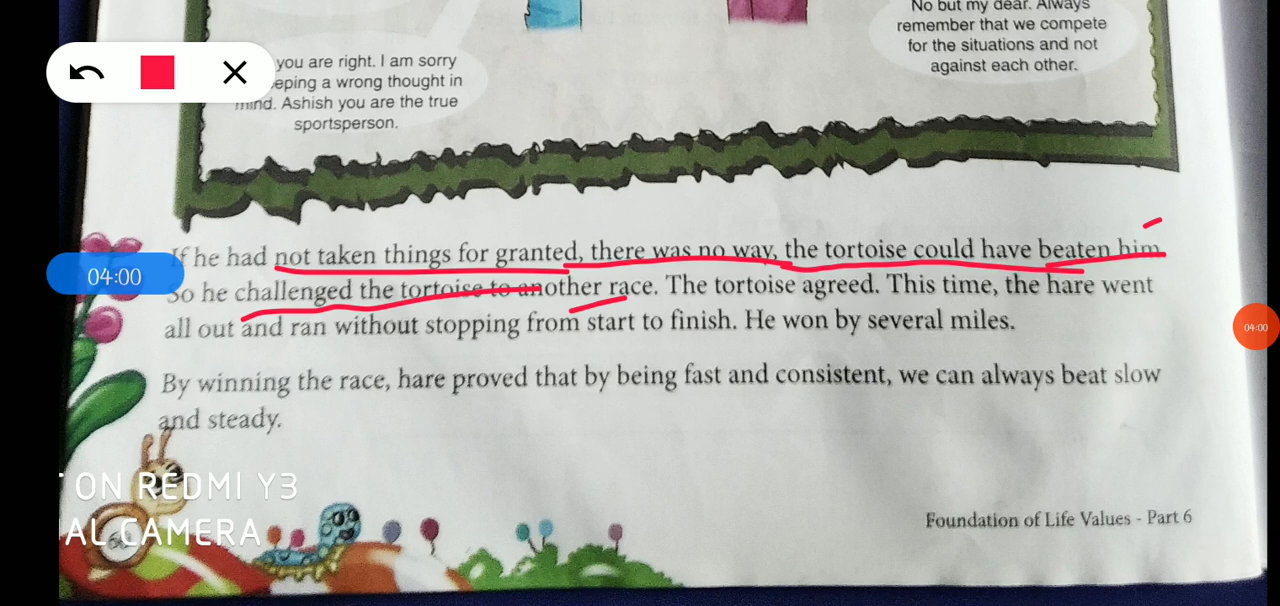 No but my dear. Always
remember that we compete
for the situations and not
against each other.
you are right. I am sorry
eping a wrong thought in
mind. Ashish you are the true
sportsperson.
If he had not taken things for granted, there was no way, the tortoise could have beaten him.
So he challenged the tortoise to another race. The tortoise agreed. This time, the hare went
all out and ran without stopping from start to finish. He won by several miles.
By winning the race, hare proved that by being fast and consistent, we can always beat slow
and steady.
Foundation of Life Values - Part 6
04:00
04:00
ON REDMI Y3
AL CAMERA